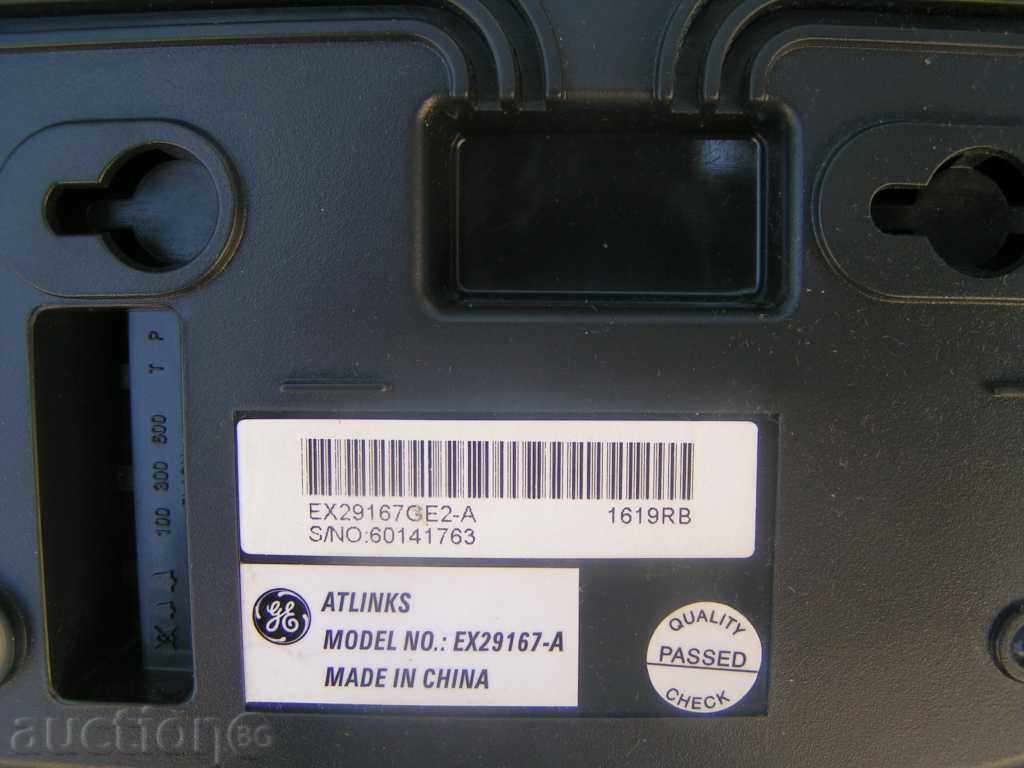 T P
100 300 600
EX29167GE2-A 1619RB
S/NO:60141763
GE
ATLINKS
MODEL NO.: EX29167-A
MADE IN CHINA
QUALITY
PASSED
CHECK
auction BG